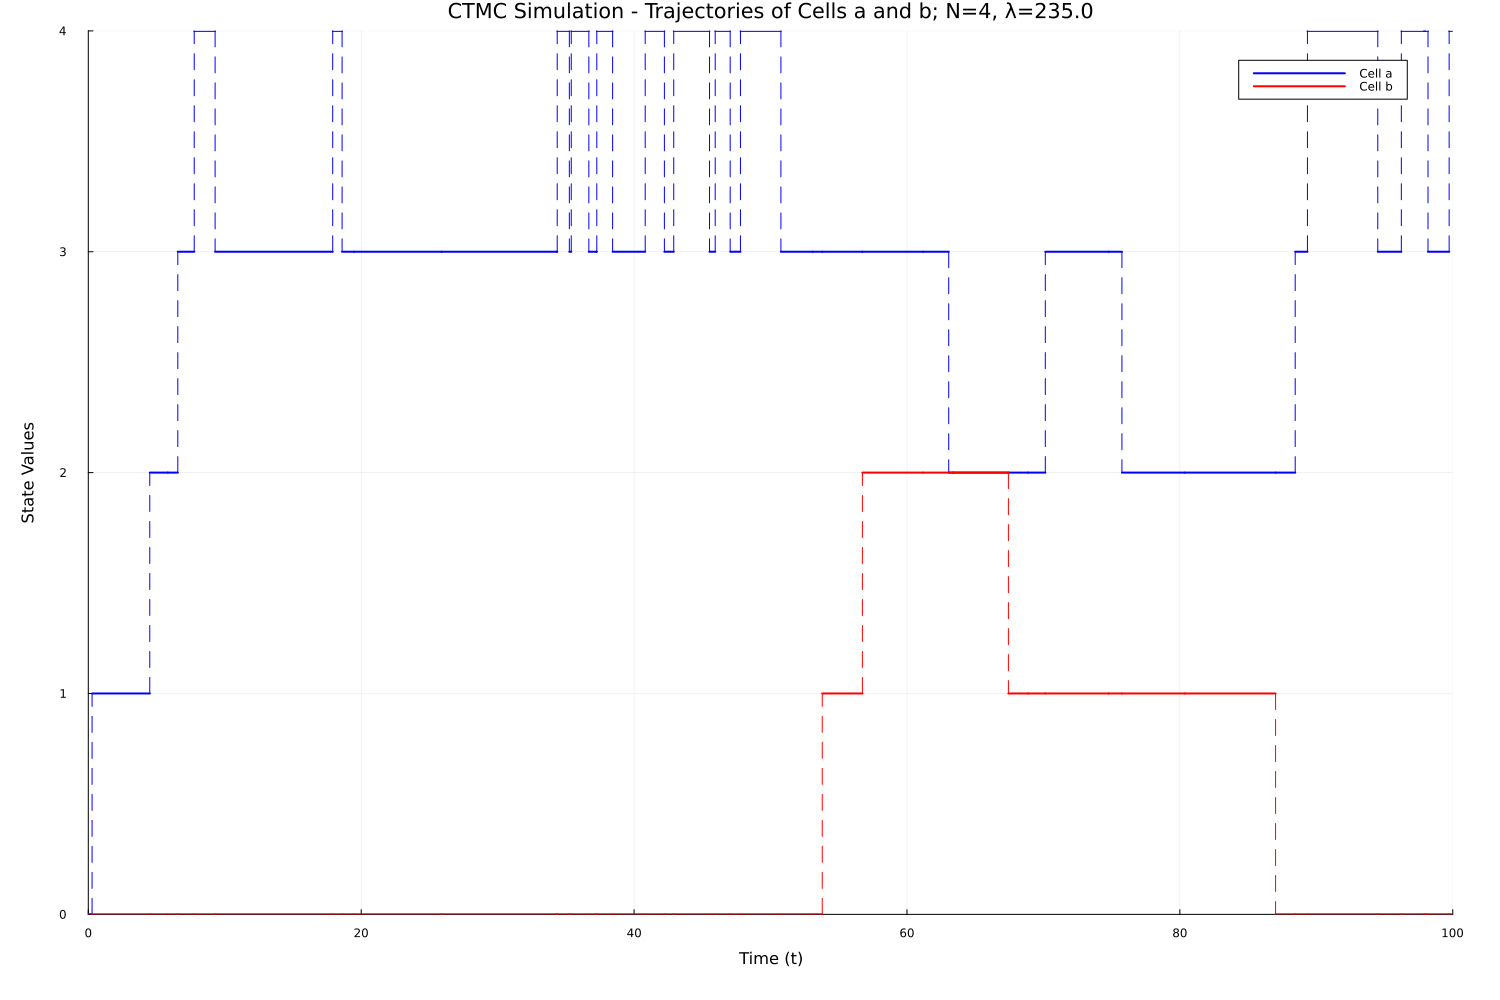 CTMC Simulation - Trajectories of Cells a and b; N=4, λ=235.0
4
Cell a
Cell b
3
2
State Values
1
0
0 20 40 60 80 100
Time (t)